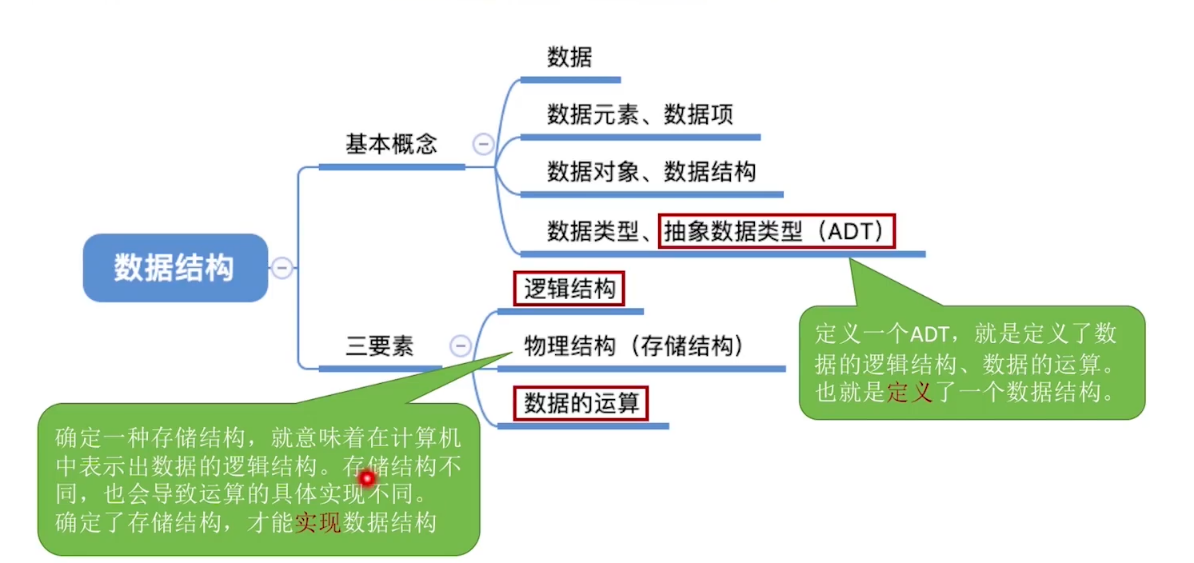 数据
数据元素、数据项
基本概念
数据对象、数据结构
数据类型、抽象数据类型（ADT）
数据结构
逻辑结构
三要素
物理结构（存储结构）
数据的运算
定义一个ADT，就是定义了数
据的逻辑结构、数据的运算。
也就是定义了一个数据结构。
确定一种存储结构，就意味着在计算机
中表示出数据的逻辑结构。存储结构不
同，也会导致运算的具体实现不同。
确定了存储结构，才能实现数据结构